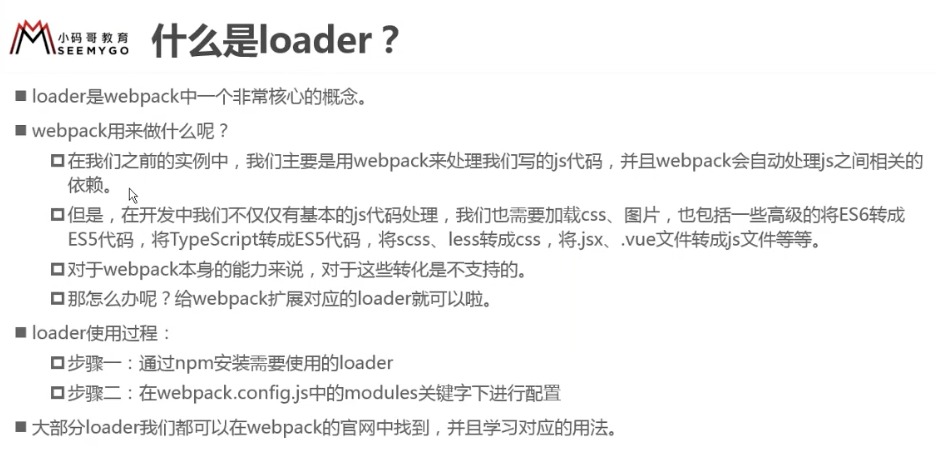 小码哥教育
SEEMYGO
什么是loader？
loader是webpack中一个非常核心的概念。
webpack用来做什么呢？
在我们之前的实例中，我们主要是用webpack来处理我们写的js代码，并且webpack会自动处理js之间相关的
依赖。
但是，在开发中我们不仅仅有基本的js代码处理，我们也需要加载css、图片，也包括一些高级的将ES6转成
ES5代码，将TypeScript转成ES5代码，将scss、less转成css，将.jsx、.vue文件转成js文件等等。
对于webpack本身的能力来说，对于这些转化是不支持的。
那怎么办呢？给webpack扩展对应的loader就可以啦。
loader使用过程：
步骤一：通过npm安装需要使用的loader
步骤二：在webpack.config.js中的modules关键字下进行配置
大部分loader我们都可以在webpack的官网中找到，并且学习对应的用法。